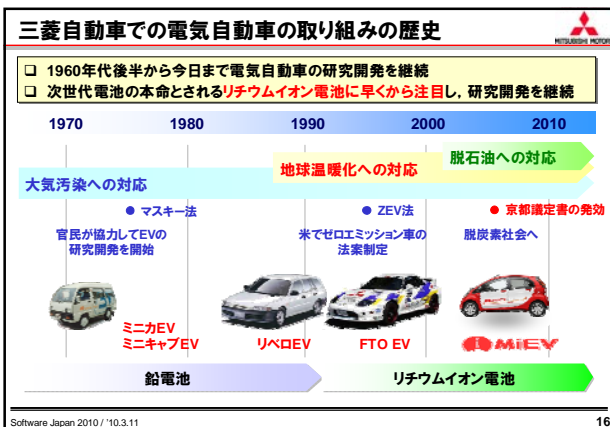 三菱自動車での電気自動車の取り組みの歴史
MITSUBISHI MOTORS
□ 1960年代後半から今日まで電気自動車の研究開発を継続
□ 次世代電池の本命とされるリチウムイオン電池に早くから注目し，研究開発を継続
1970 1980 1990 2000 2010
脱石油への対応
地球温暖化への対応
大気汚染への対応
● マスキー法 ● ZEV法 ● 京都議定書の発効
官民が協力してEVの
研究開発を開始
米でゼロエミッション車の
法案制定
脱炭素社会へ
ミニカEV
ミニキャブEV
リベロEV
FTO EV
i MiEV
鉛電池
リチウムイオン電池
Software Japan 2010 / '10.3.11
16